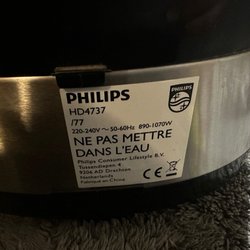 PHILIPS
HD4737
/77
220-240V ~ 50-60Hz 890-1070W
NE PAS METTRE
DANS L'EAU
Philips Consumer Lifestyle B.V.
Tussendiepen 4
9206 AD Drachten
Netherlands
Fabriqué en Chine
PHILIPS
CE